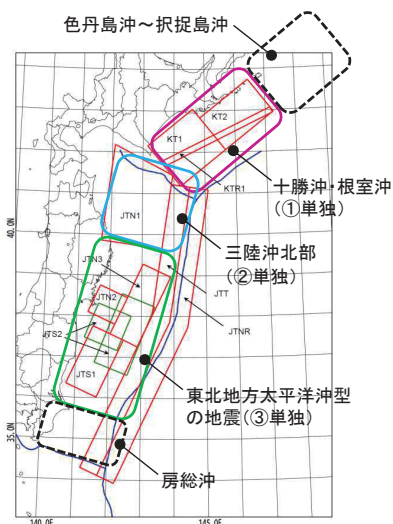 色丹島沖～択捉島沖
KT2
KT1
KTR1
十勝沖・根室沖
（①単独）
JTN1
40.0N
三陸沖北部
（②単独）
JTN3
JTT
JTN2
JTNR
JTS2
JTS1
東北地方太平洋沖型
の地震（③単独）
35.0N
房総沖
140.0E
145.0E